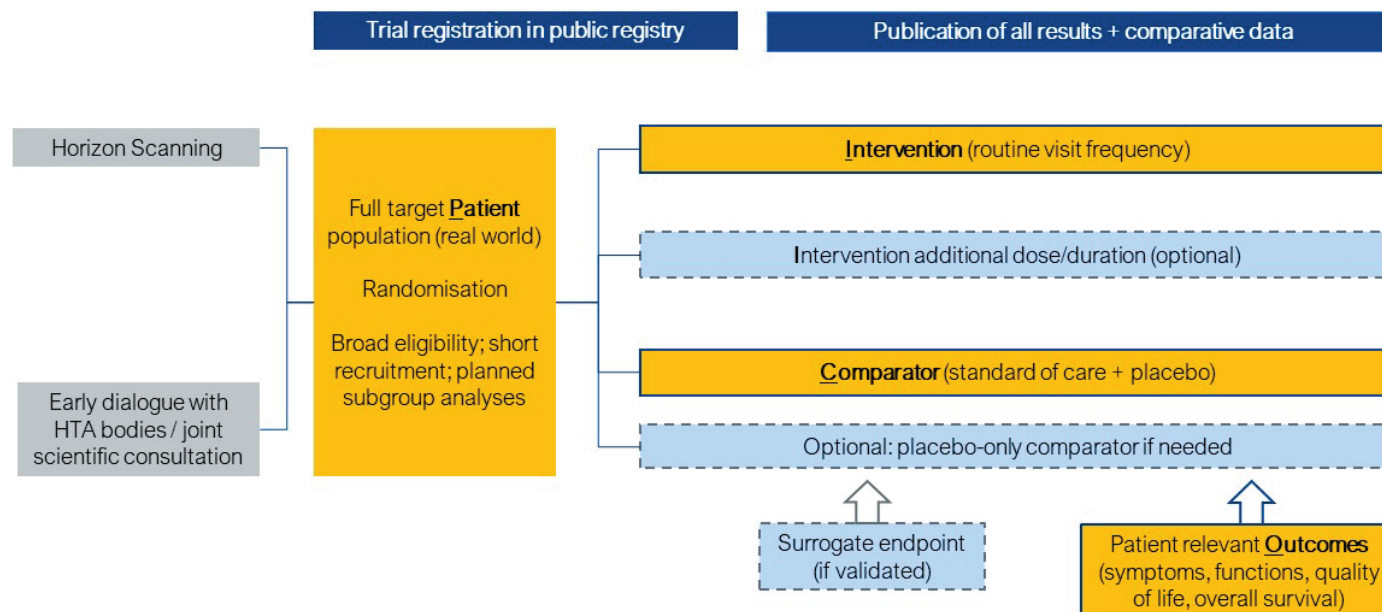 Trial registration in public registry
Publication of all results + comparative data
Horizon Scanning
Early dialogue with
HTA bodies / joint
scientific consultation
Full target Patient
population (real world)
Randomisation
Broad eligibility; short
recruitment; planned
subgroup analyses
Intervention (routine visit frequency)
Intervention additional dose/duration (optional)
Comparator (standard of care + placebo)
Optional: placebo-only comparator if needed
Surrogate endpoint
(if validated)
Patient relevant Outcomes
(symptoms, functions, quality
of life, overall survival)